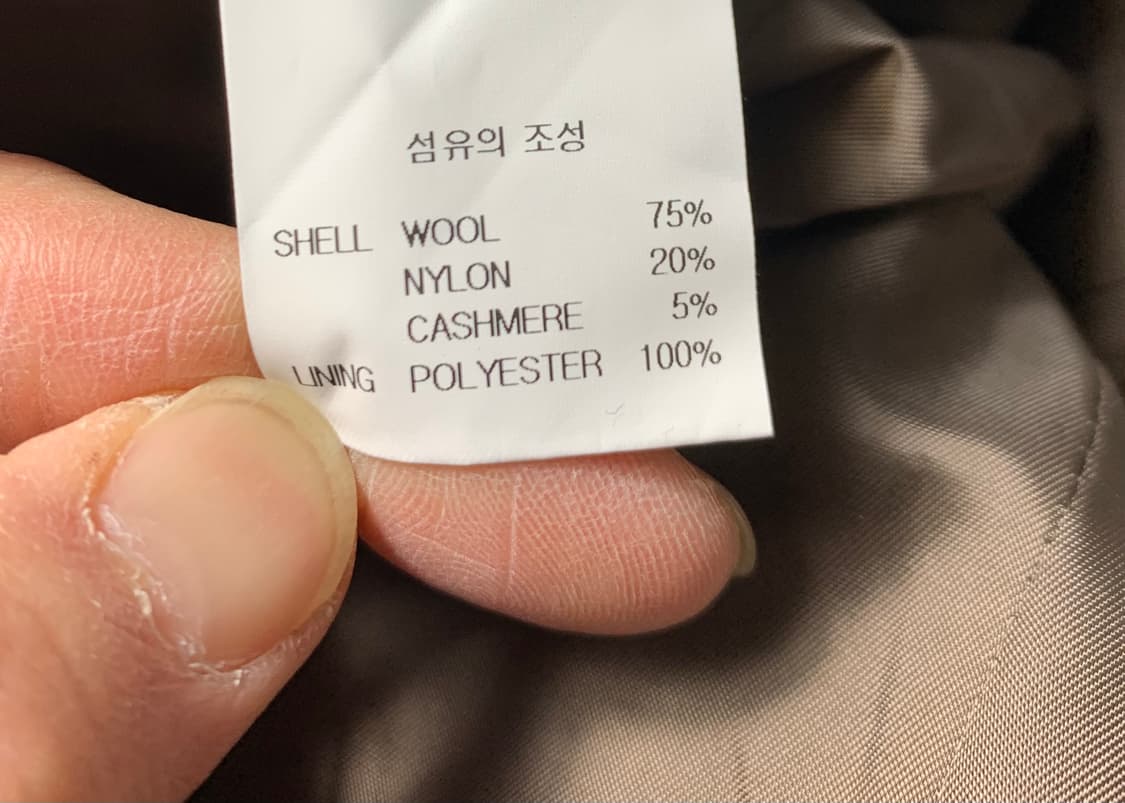 섬유의 조성
SHELL WOOL 75%
NYLON 20%
CASHMERE 5%
LINING POLYESTER 100%